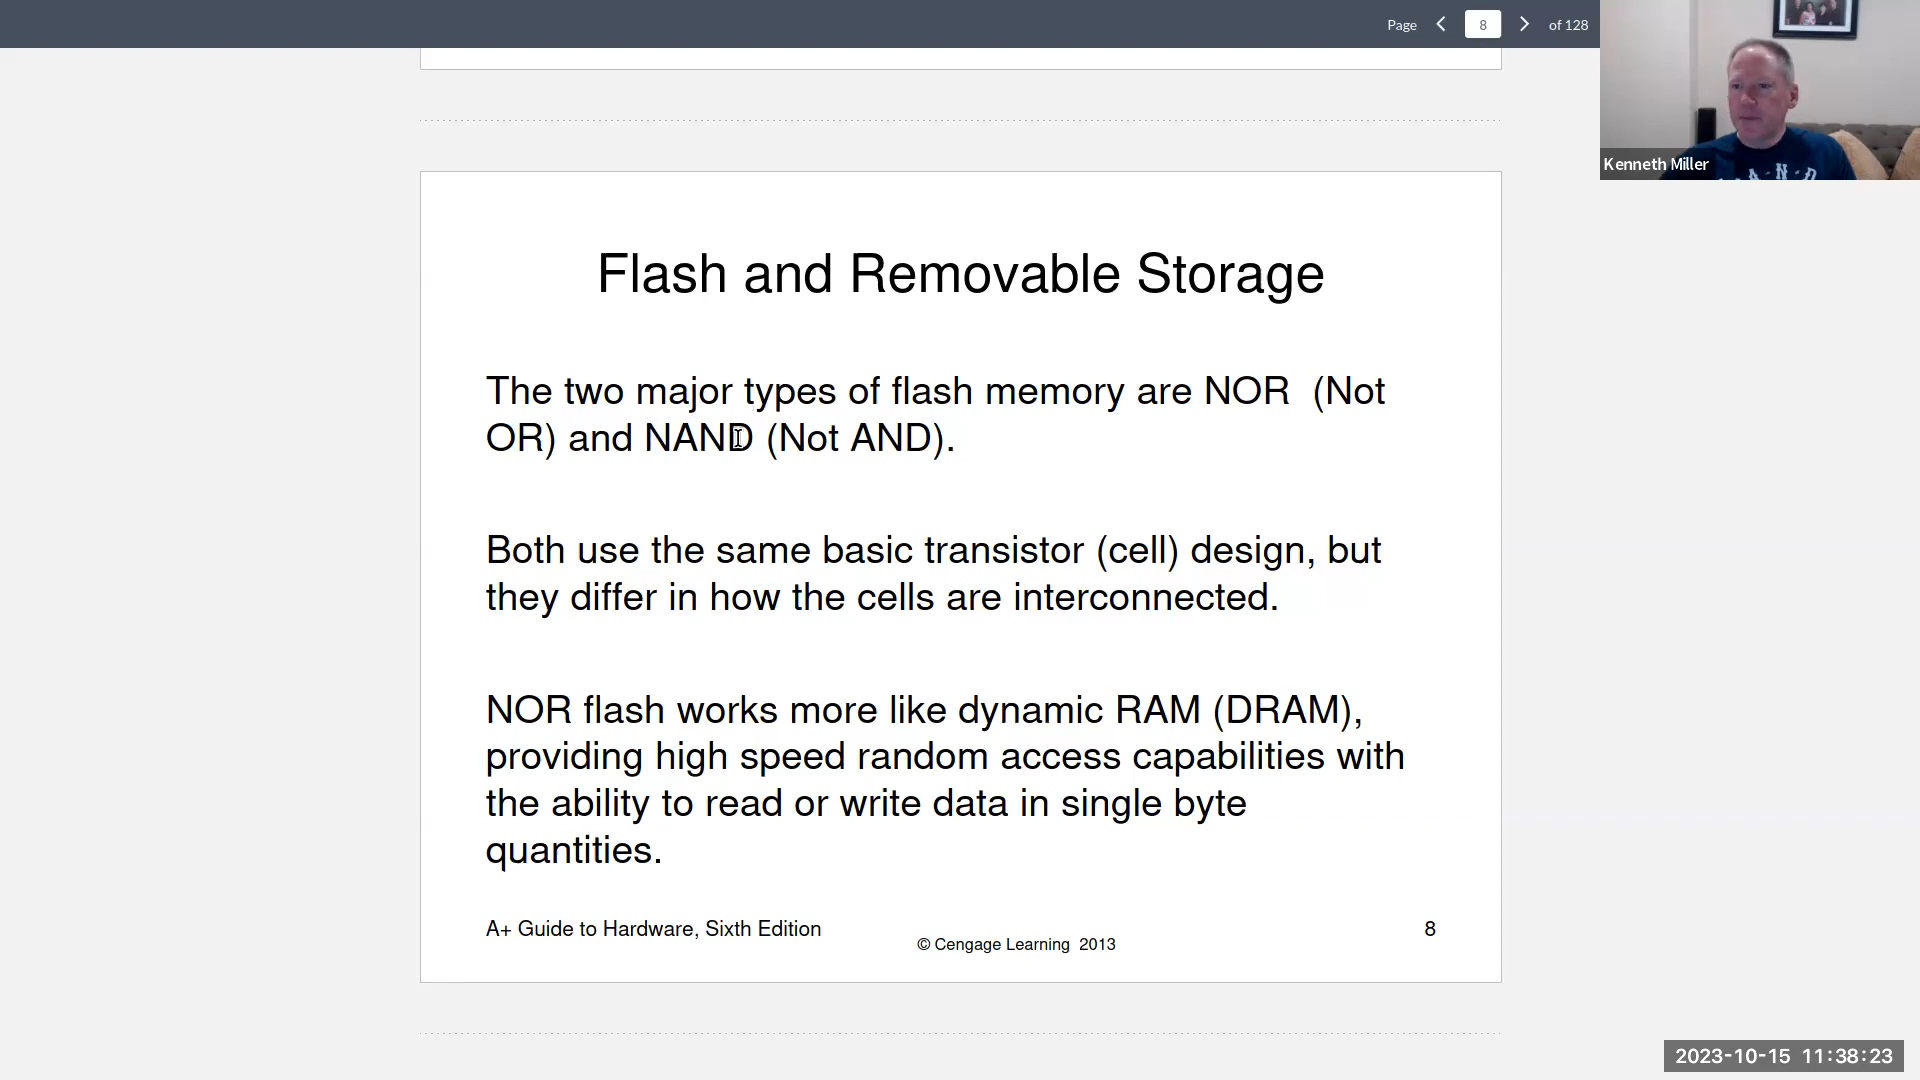 Page 8 of 128
Kenneth Miller
Flash and Removable Storage
The two major types of flash memory are NOR (Not
OR) and NAND (Not AND).
Both use the same basic transistor (cell) design, but
they differ in how the cells are interconnected.
NOR flash works more like dynamic RAM (DRAM),
providing high speed random access capabilities with
the ability to read or write data in single byte
quantities.
A+ Guide to Hardware, Sixth Edition
© Cengage Learning 2013
8
2023-10-15 11:38:23